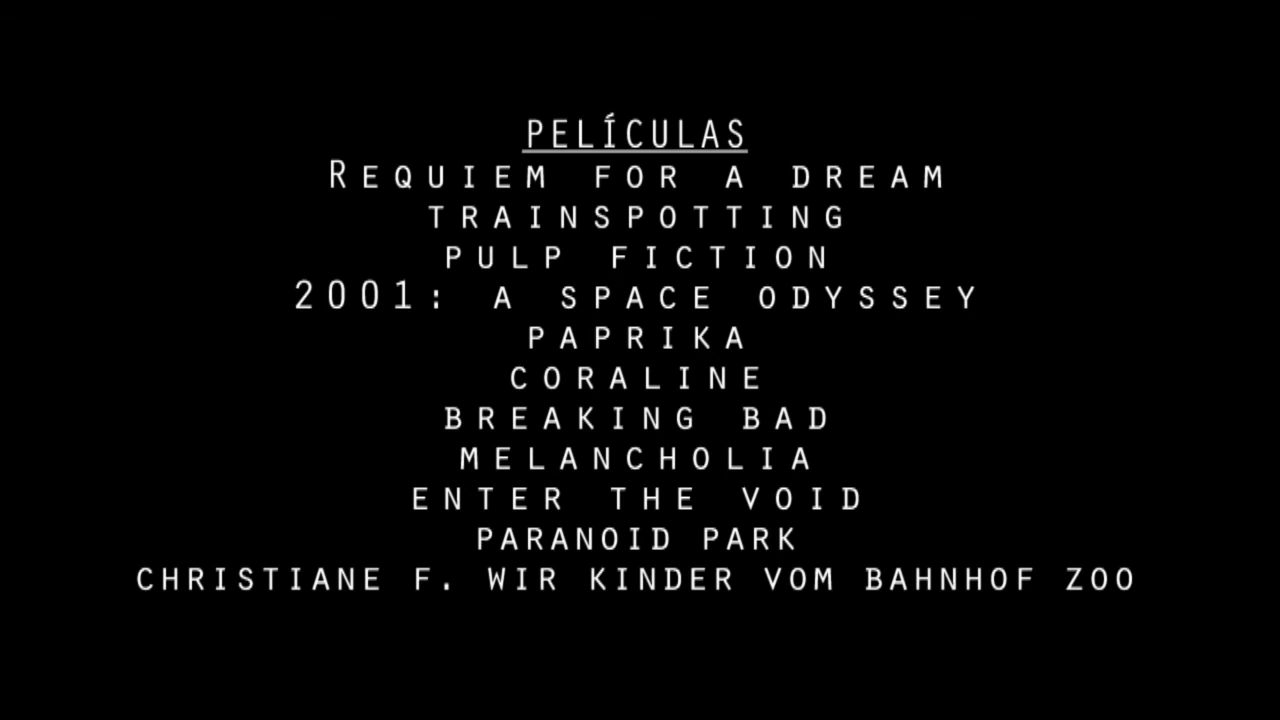 PELÍCULAS
REQUIEM FOR A DREAM
TRAINSPOTTING
PULP FICTION
2001: A SPACE ODYSSEY
PAPRIKA
CORALINE
BREAKING BAD
MELANCHOLIA
ENTER THE VOID
PARANOID PARK
CHRISTIANE F. WIR KINDER VOM BAHNHOF ZOO